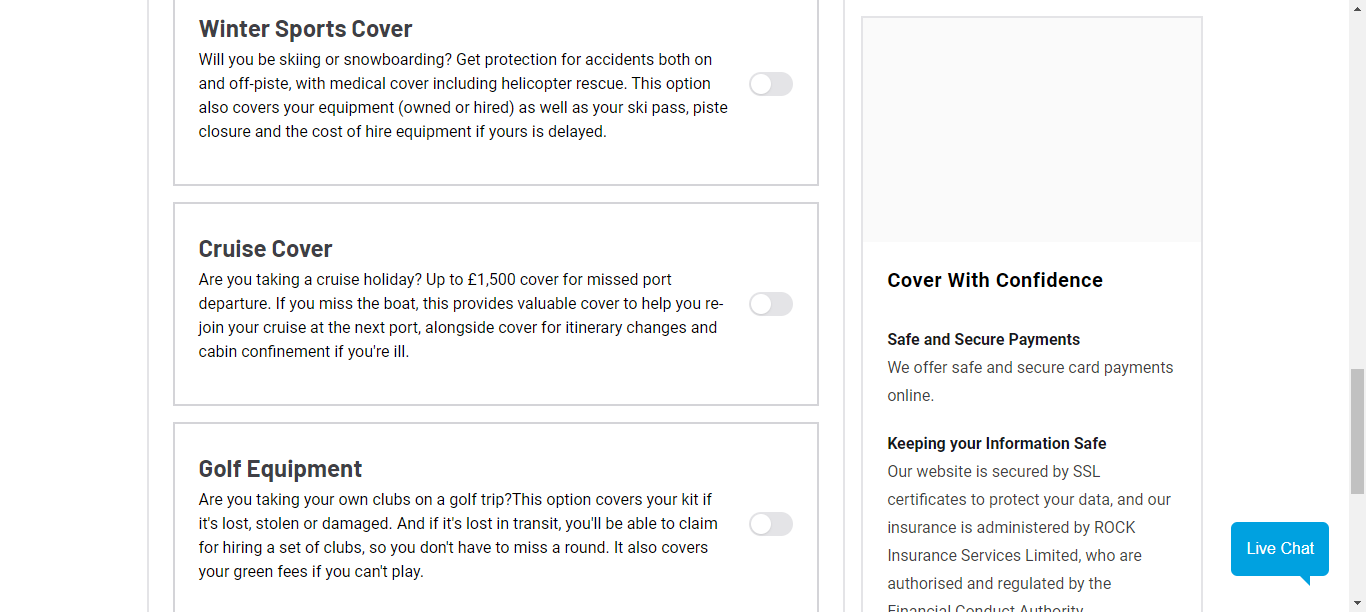 Winter Sports Cover
Will you be skiing or snowboarding? Get protection for accidents both on
and off-piste, with medical cover including helicopter rescue. This option
also covers your equipment (owned or hired) as well as your ski pass, piste
closure and the cost of hire equipment if yours is delayed.
Cruise Cover
Are you taking a cruise holiday? Up to £1,500 cover for missed port
departure. If you miss the boat, this provides valuable cover to help you re-
join your cruise at the next port, alongside cover for itinerary changes and
cabin confinement if you're ill.
Golf Equipment
Are you taking your own clubs on a golf trip?This option covers your kit if
it's lost, stolen or damaged. And if it's lost in transit, you'll be able to claim
for hiring a set of clubs, so you don't have to miss a round. It also covers
your green fees if you can't play.
Cover With Confidence
Safe and Secure Payments
We offer safe and secure card payments
online.
Keeping your Information Safe
Our website is secured by SSL
certificates to protect your data, and our
insurance is administered by ROCK
Insurance Services Limited, who are
authorised and regulated by the
Financial Conduct Authority
Live Chat